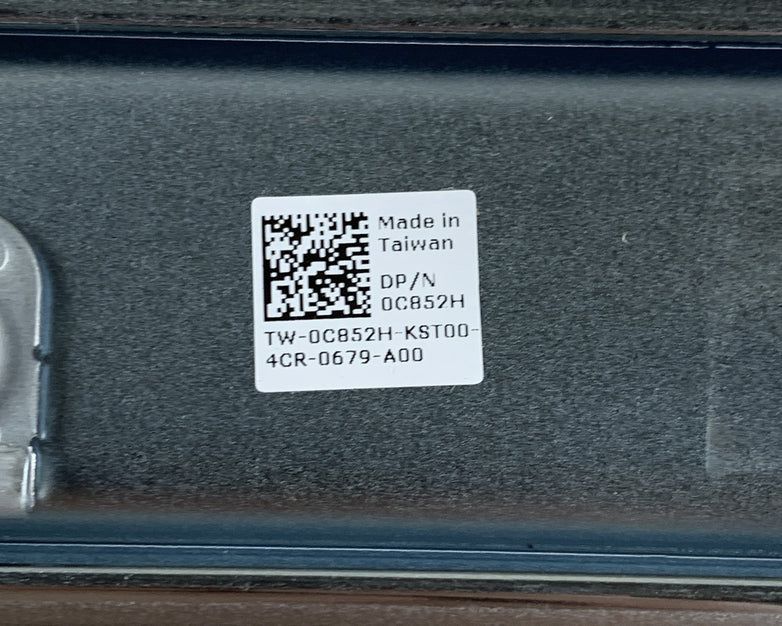 Made in
Taiwan
DP/N
0C852H
TW-0C852H-KST00-
4CR-0679-A00